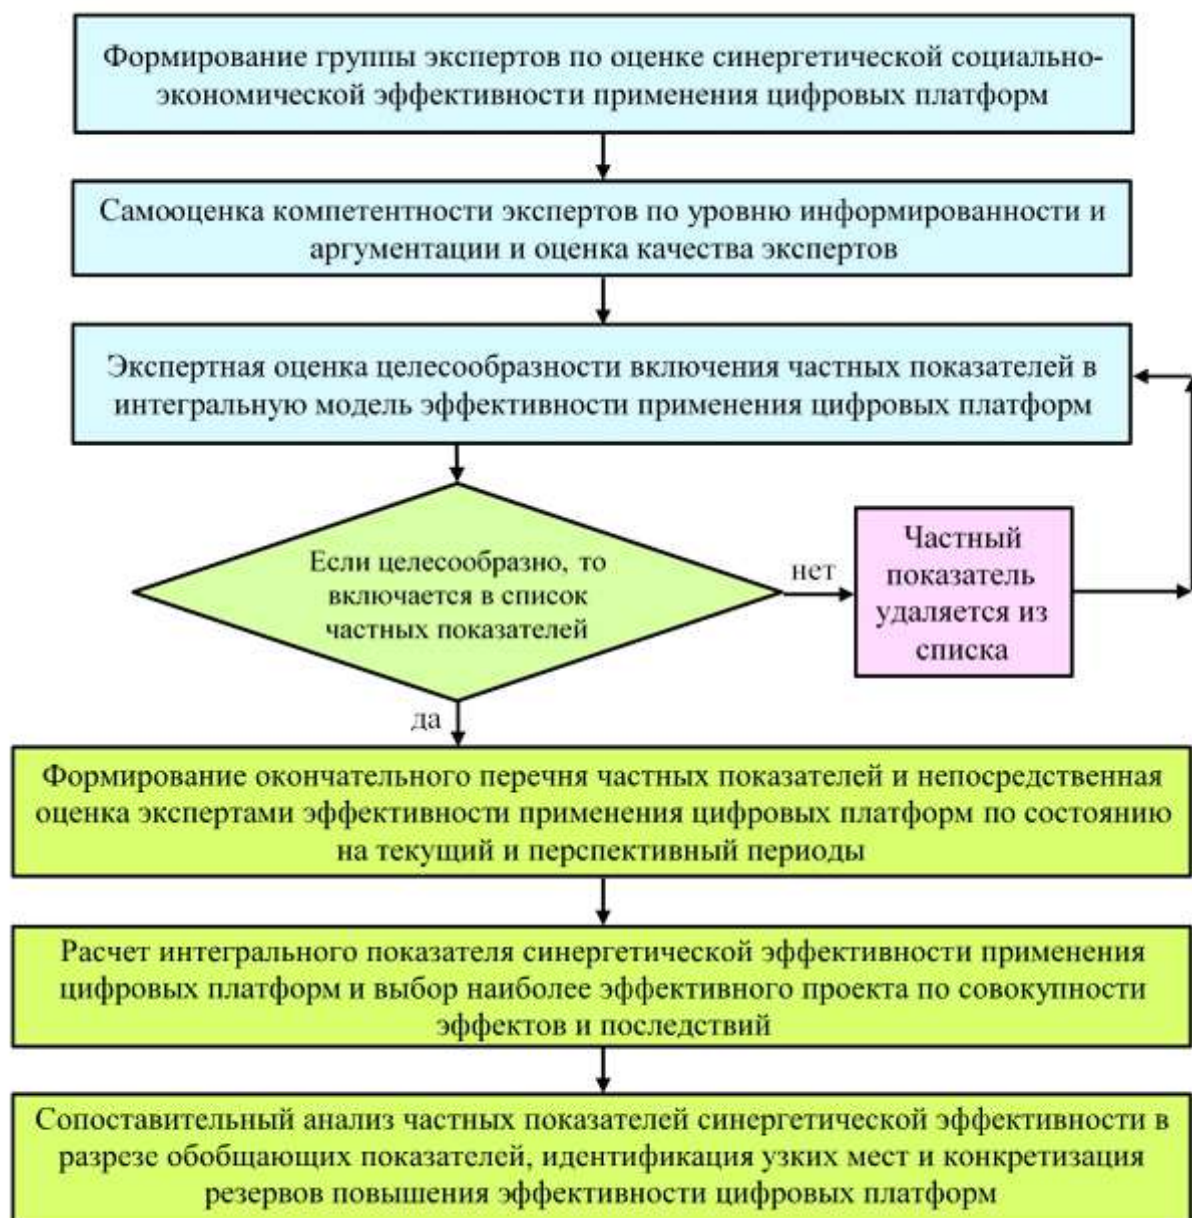 Формирование группы экспертов по оценке синергетической социально-
экономической эффективности применения цифровых платформ
Самооценка компетентности экспертов по уровню информированности и
аргументации и оценка качества экспертов
Экспертная оценка целесообразности включения частных показателей в
интегральную модель эффективности применения цифровых платформ
Если целесообразно, то
включается в список
частных показателей
нет
Частный
показатель
удаляется из
списка
да
Формирование окончательного перечня частных показателей и непосредственная
оценка экспертами эффективности применения цифровых платформ по состоянию
на текущий и перспективный периоды
Расчет интегрального показателя синергетической эффективности применения
цифровых платформ и выбор наиболее эффективного проекта по совокупности
эффектов и последствий
Сопоставительный анализ частных показателей синергетической эффективности в
разрезе обобщающих показателей, идентификация узких мест и конкретизация
резервов повышения эффективности цифровых платформ